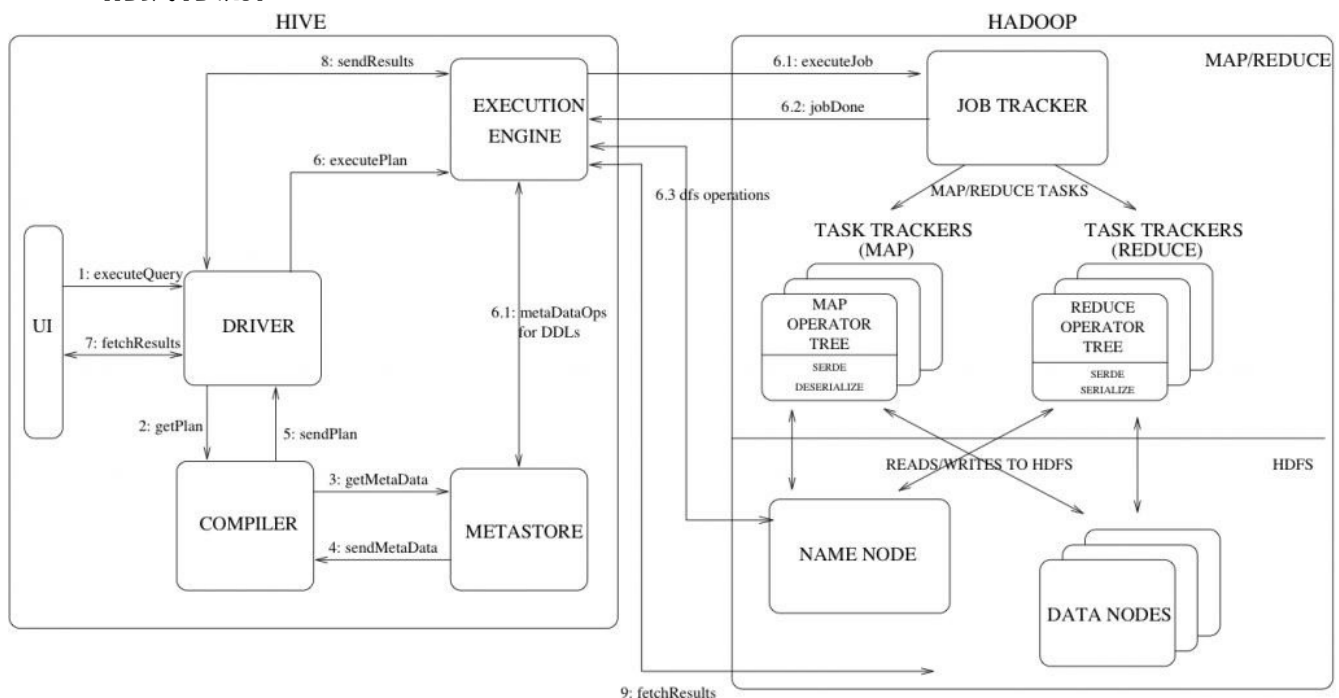 HIVE
HADOOP
MAP/REDUCE
8: sendResults
6.1: executeJob
EXECUTION
ENGINE
JOB TRACKER
6.2: jobDone
6: executePlan
6.3 dfs operations
MAP/REDUCE TASKS
TASK TRACKERS
(MAP)
TASK TRACKERS
(REDUCE)
1: executeQuery
UI
DRIVER
6.1: metaDataOps
for DDLs
7: fetchResults
MAP
OPERATOR
TREE
SERDE
DESERIALIZE
REDUCE
OPERATOR
TREE
SERDE
SERIALIZE
2: getPlan
5: sendPlan
READS/WRITES TO HDFS
HDFS
3: getMetaData
COMPILER
METASTORE
4: sendMetaData
NAME NODE
DATA NODES
9: fetchResults